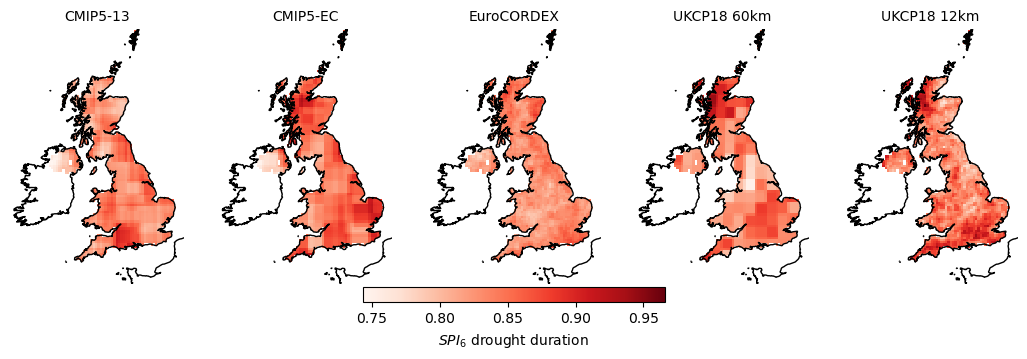 CMIP5-13 CMIP5-EC EuroCORDEX UKCP18 60km UKCP18 12km
0.75 0.80 0.85 0.90 0.95
SPI₆ drought duration